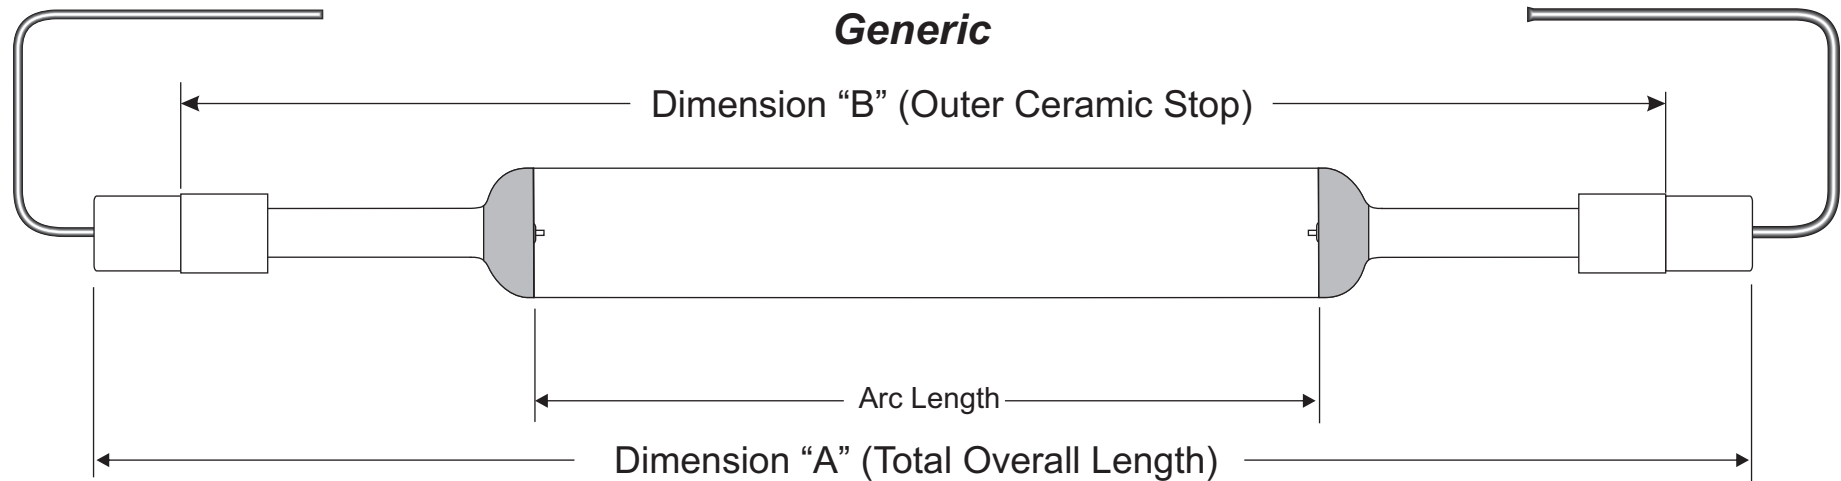 Generic
Dimension “B” (Outer Ceramic Stop)
Arc Length
Dimension “A” (Total Overall Length)